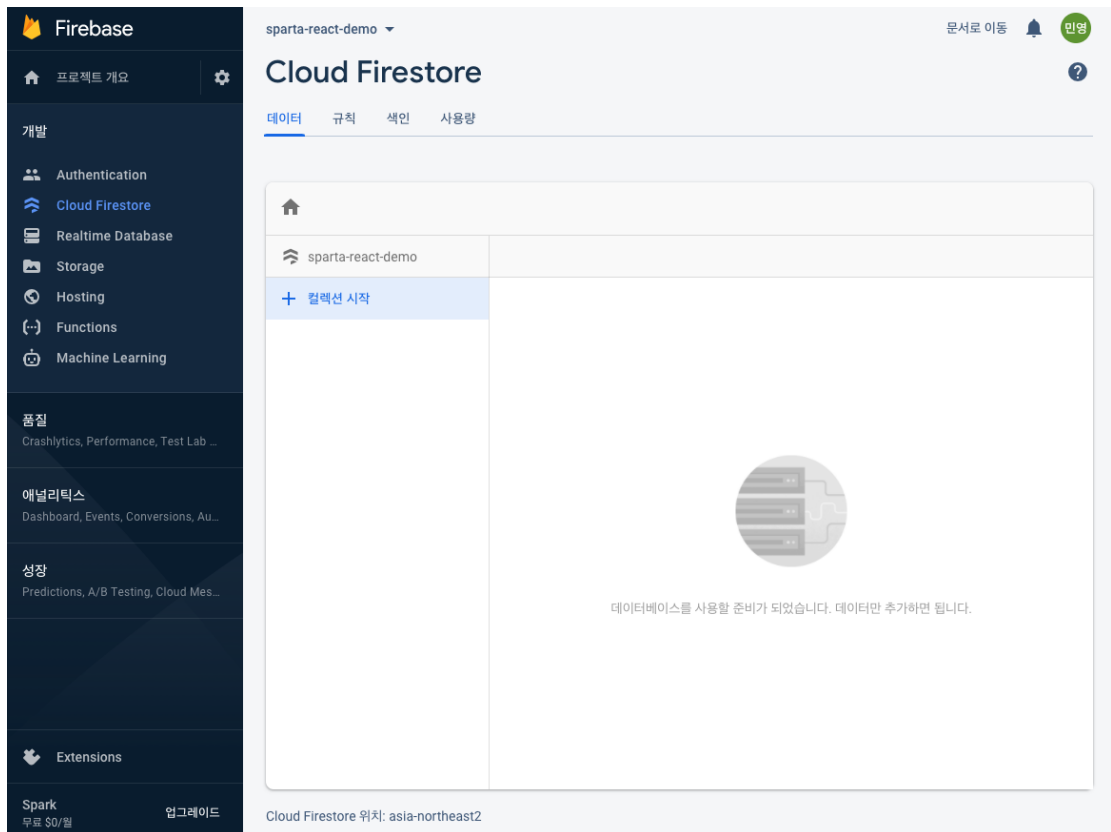 Firebase
프로젝트 개요
개발
Authentication
Cloud Firestore
Realtime Database
Storage
Hosting
Functions
Machine Learning
품질
Crashlytics, Performance, Test Lab ...
애널리틱스
Dashboard, Events, Conversions, Au...
성장
Predictions, A/B Testing, Cloud Mes...
Extensions
Spark
무료 $0/월
업그레이드
sparta-react-demo
문서로 이동
민영
Cloud Firestore
?
데이터 규칙 색인 사용량
sparta-react-demo
+ 컬렉션 시작
데이터베이스를 사용할 준비가 되었습니다. 데이터만 추가하면 됩니다.
Cloud Firestore 위치: asia-northeast2